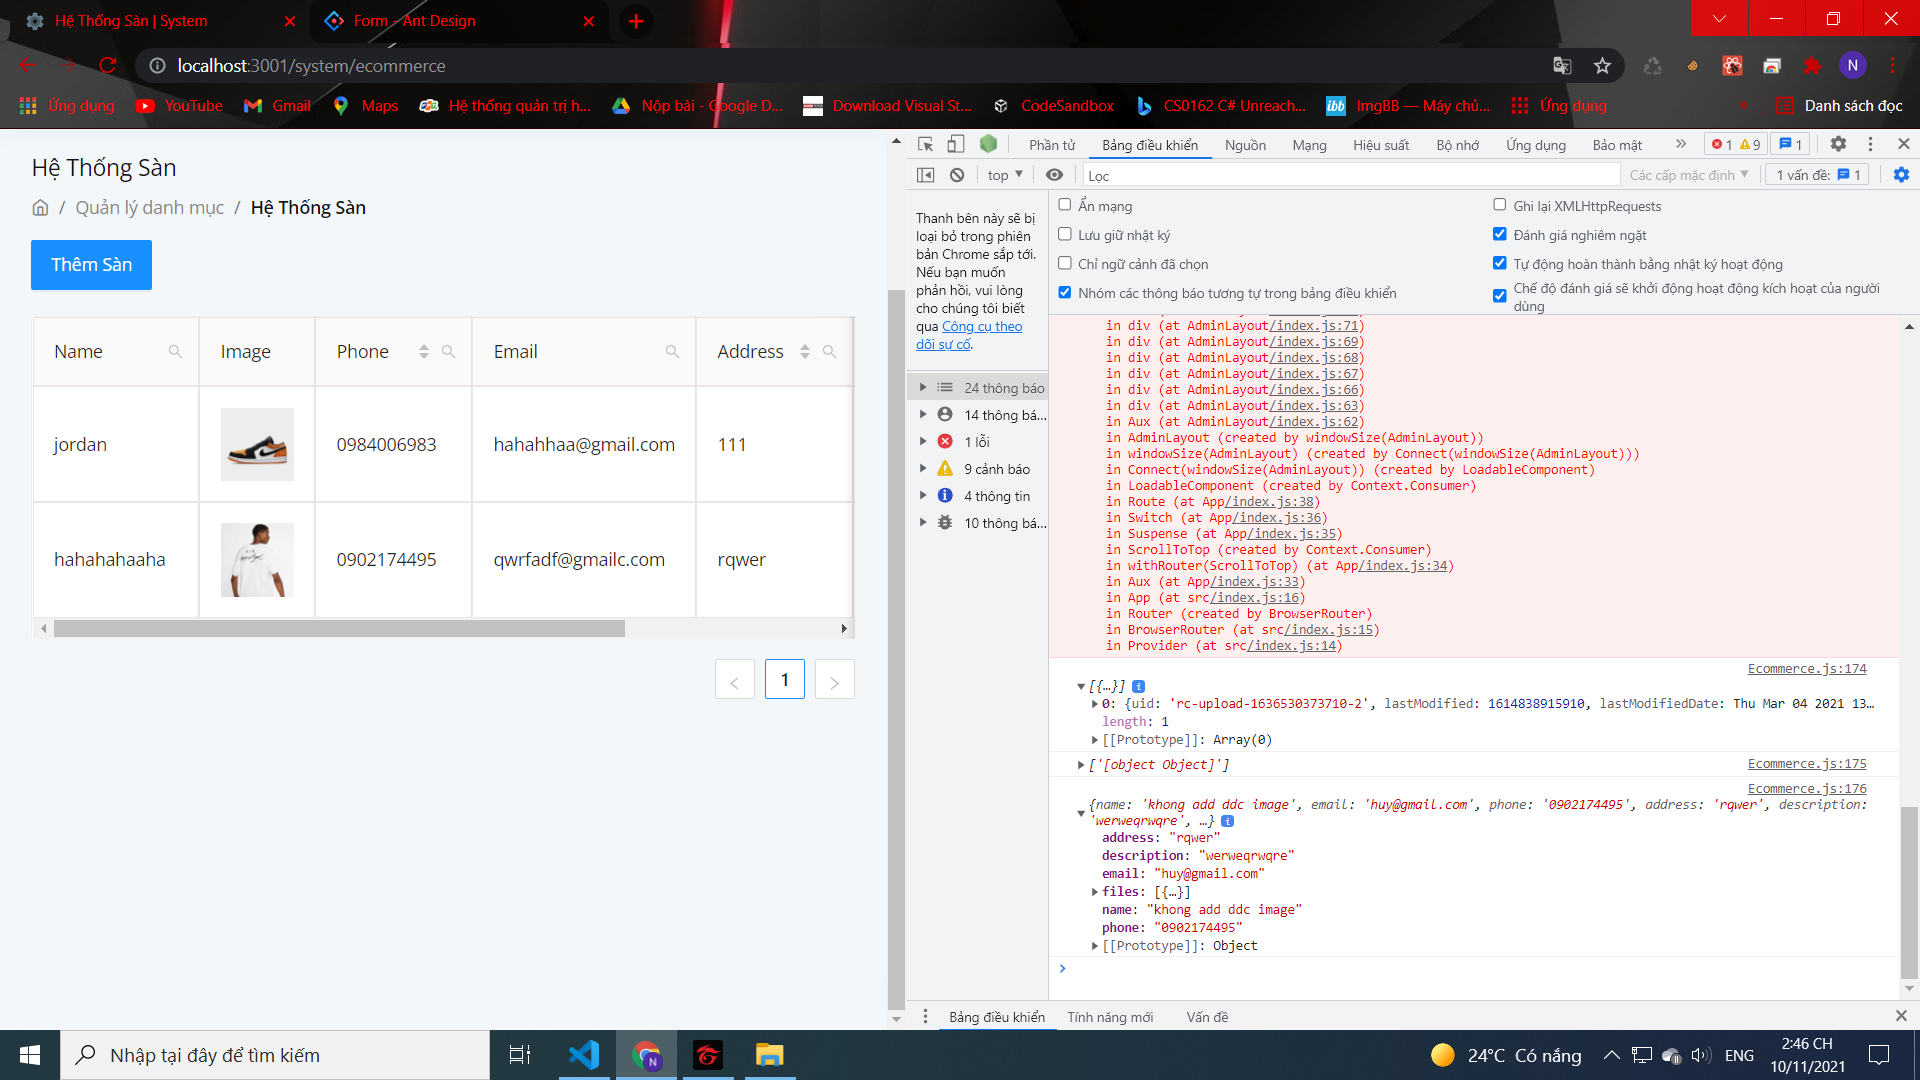 Hệ Thống Sàn | System
Form - Ant Design
localhost:3001/system/ecommerce
N
Ứng dụng
YouTube
Gmail
Maps
Hệ thống quản trị h...
Nộp bài - Google D...
Download Visual St...
CodeSandbox
CS0162 C# Unreach...
ibb
ImgBB — Máy chủ...
Ứng dụng
Danh sách đọc
Hệ Thống Sàn
/ Quản lý danh mục / Hệ Thống Sàn
Thêm Sàn
Name
Image
Phone
Email
Address
jordan
0984006983
hahahhaa@gmail.com
111
hahahahaaha
0902174495
qwrfadf@gmailc.com
rqwer
< 1 >
Phần tử
Bảng điều khiển
Nguồn
Mạng
Hiệu suất
Bộ nhớ
Ứng dụng
Bảo mật
1
9
1
top
Lọc
Các cấp mặc định
1 vấn đề:
1
Thanh bên này sẽ bị
loại bỏ trong phiên
bản Chrome sắp tới.
Nếu bạn muốn
phản hồi, vui lòng
cho chúng tôi biết
qua Công cụ theo
dõi sự cố.
24 thông báo
14 thông bá...
1 lỗi
9 cảnh báo
4 thông tin
10 thông bá...
Ẩn mạng
Lưu giữ nhật ký
Chỉ ngữ cảnh đã chọn
Nhóm các thông báo tương tự trong bảng điều khiển
Ghi lại XMLHttpRequests
Đánh giá nghiêm ngặt
Tự động hoàn thành bằng nhật ký hoạt động
Chế độ đánh giá sẽ khởi động hoạt động kích hoạt của người
dùng
in div (at AdminLayout/index.js:71)
in div (at AdminLayout/index.js:69)
in div (at AdminLayout/index.js:68)
in div (at AdminLayout/index.js:67)
in div (at AdminLayout/index.js:66)
in div (at AdminLayout/index.js:63)
in Aux (at AdminLayout/index.js:62)
in AdminLayout (created by windowSize(AdminLayout))
in windowSize(AdminLayout) (created by Connect(windowSize(AdminLayout)))
in Connect(windowSize(AdminLayout)) (created by LoadableComponent)
in LoadableComponent (created by Context.Consumer)
in Route (at App/index.js:38)
in Switch (at App/index.js:36)
in Suspense (at App/index.js:35)
in ScrollToTop (created by Context.Consumer)
in withRouter(ScrollToTop) (at App/index.js:34)
in Aux (at App/index.js:33)
in App (at src/index.js:16)
in Router (created by BrowserRouter)
in BrowserRouter (at src/index.js:15)
in Provider (at src/index.js:14)
Ecommerce.js:174
[{…}]
0: {uid: 'rc-upload-1636530373710-2', lastModified: 1614838915910, lastModifiedDate: Thu Mar 04 2021 13…
length: 1
[[Prototype]]: Array(0)
['[object Object]']
Ecommerce.js:175
Ecommerce.js:176
{name: 'khong add ddc image', email: 'huy@gmail.com', phone: '0902174495', address: 'rqwer', description:
'werweqrwqre', …}
address: "rqwer"
description: "werweqrwqre"
email: "huy@gmail.com"
files: [{…}]
name: "khong add ddc image"
phone: "0902174495"
[[Prototype]]: Object
Bảng điều khiển
Tính năng mới
Vấn đề
Nhập tại đây để tìm kiếm
N
24°C Có nắng
ENG
2:46 CH
10/11/2021